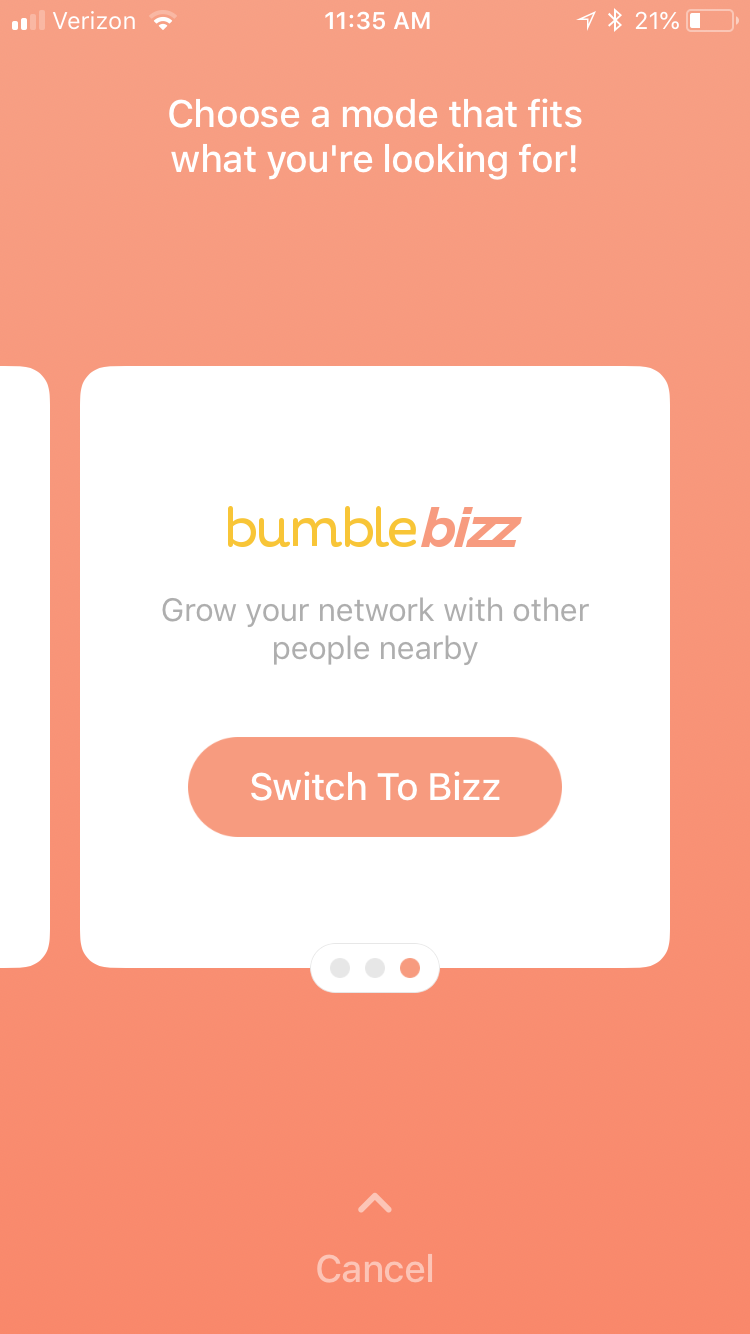 Verizon 11:35 AM 21%
Choose a mode that fits
what you're looking for!
bumble bizz
Grow your network with other
people nearby
Switch To Bizz
Cancel